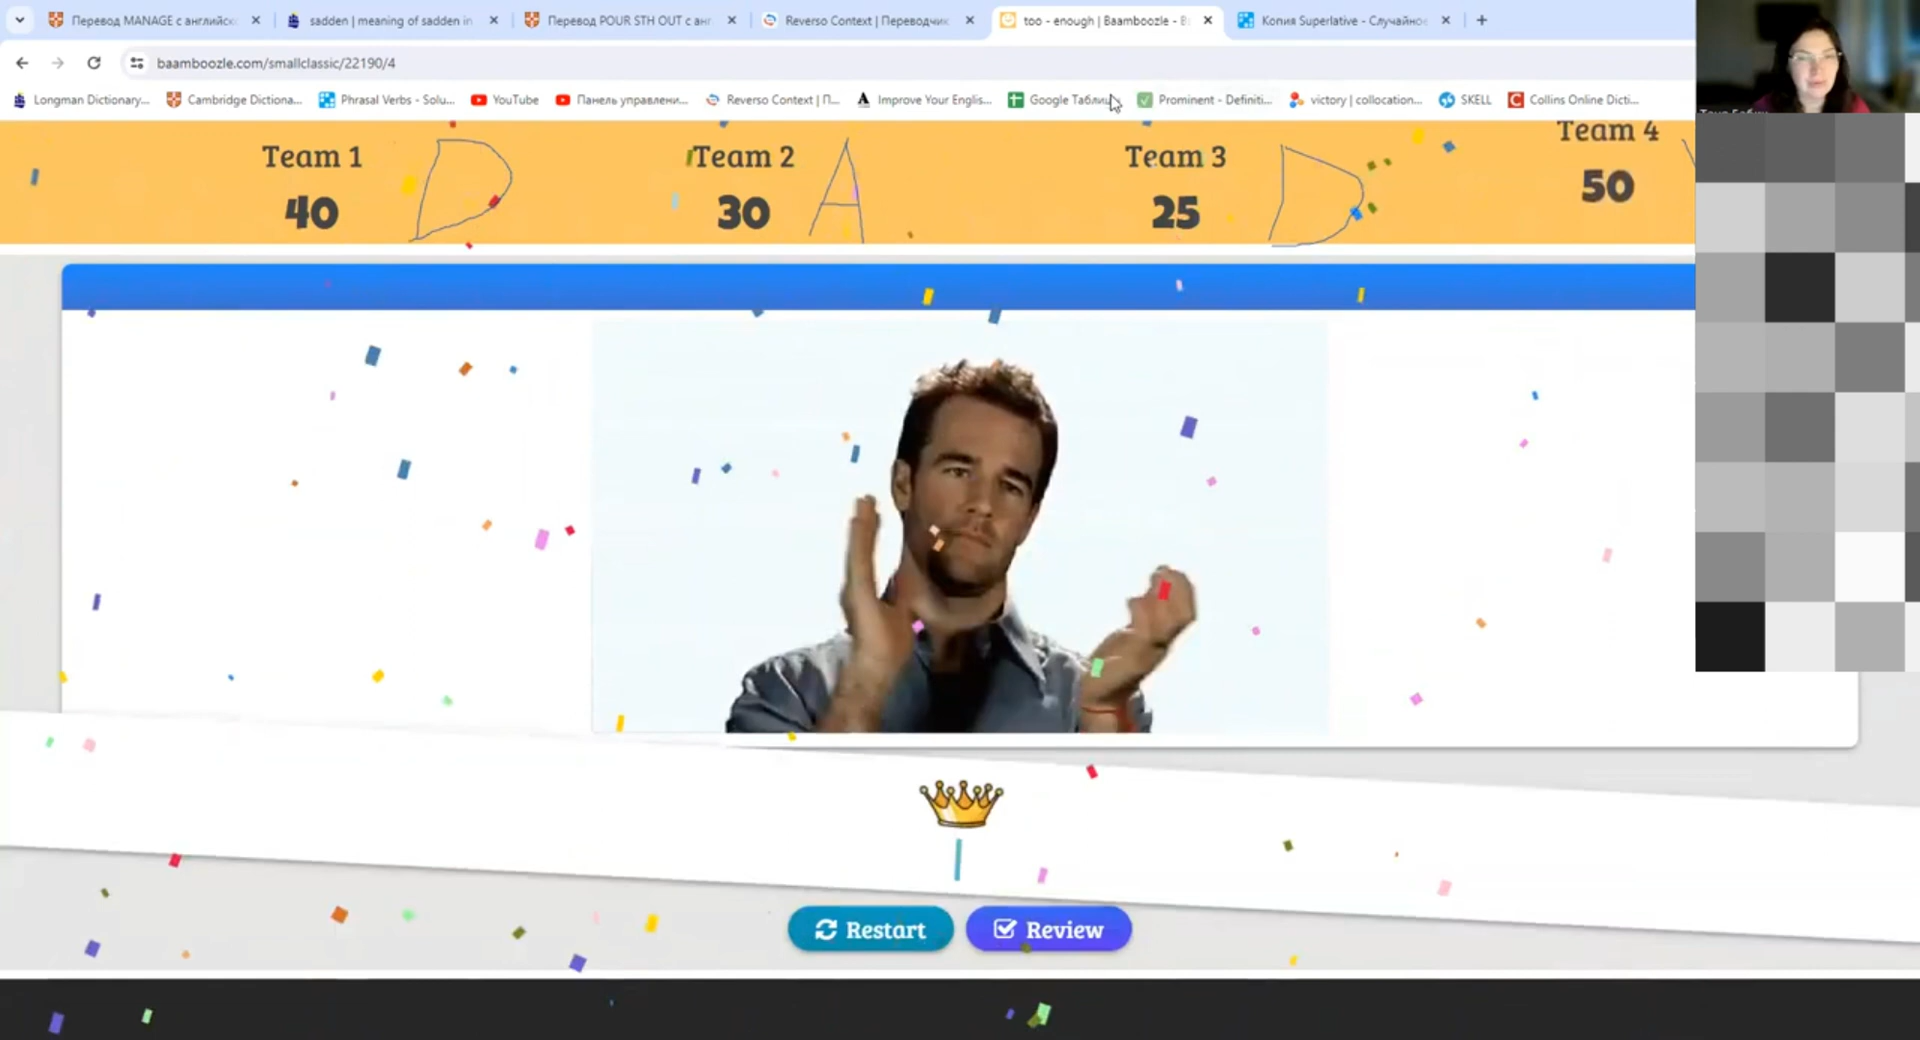 Перевод MANAGE с английск
sadden | meaning of sadden in
Перевод POUR STH OUT с анг
Reverso Context | Переводчик
too - enough | Baamboozle - B
Копия Superlative - Случайно
baamboozle.com/smallclassic/22190/4
Longman Dictionary...
Cambridge Dictiona...
Phrasal Verbs - Solu...
YouTube
Панель управлени...
Reverso Context | П...
Improve Your Englis...
Google Таблиц
Prominent - Definiti...
victory | collocation...
SKELL
Collins Online Dicti...
Team 1
40
D
Team 2
30
A
Team 3
25
D
Team 4
50
Restart
Review